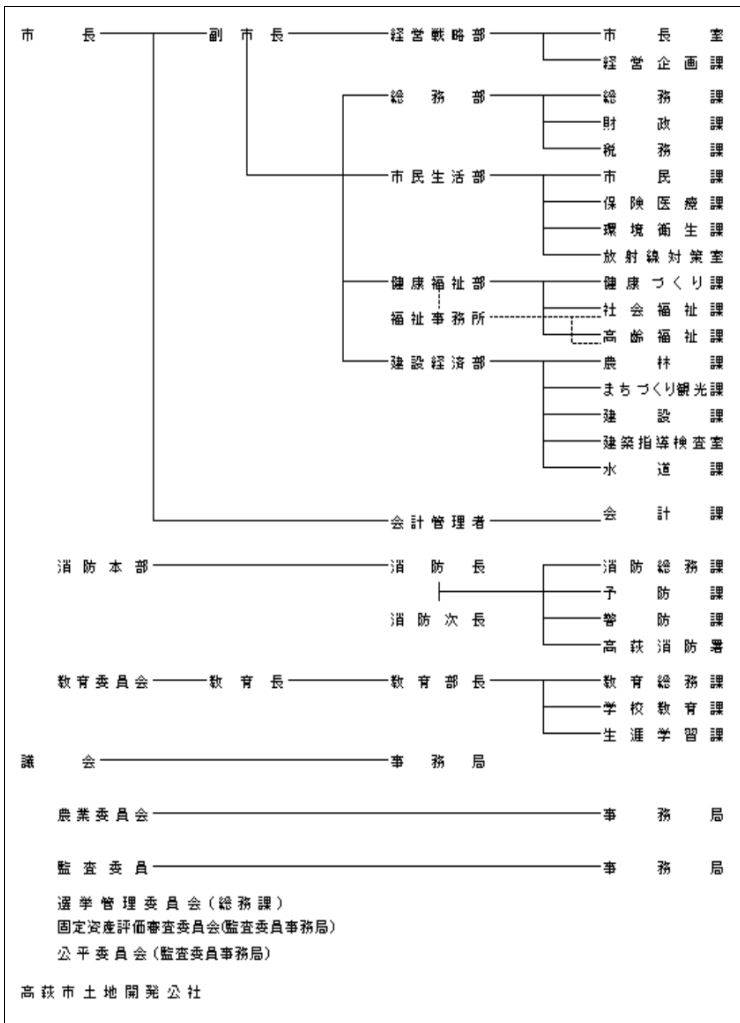 市長 副市長 経営戦略部 市長室
経営企画課
総務部 総務課
財政課
税務課
市民生活部 市民課
保険医療課
環境衛生課
放射線対策室
健康福祉部 健康づくり課
福祉事務所 社会福祉課
高齢福祉課
建設経済部 農林課
まちづくり観光課
建設課
建築指導検査室
水道課
会計管理者 会計課
消防本部 消防長 消防総務課
予防課
消防次長 警防課
高萩消防署
教育委員会 教育長 教育部長 教育総務課
学校教育課
生涯学習課
議会 事務局
農業委員会 事務局
監査委員 事務局
選挙管理委員会(総務課)
固定資産評価審査委員会(監査委員事務局)
公平委員会(監査委員事務局)
高萩市土地開発公社